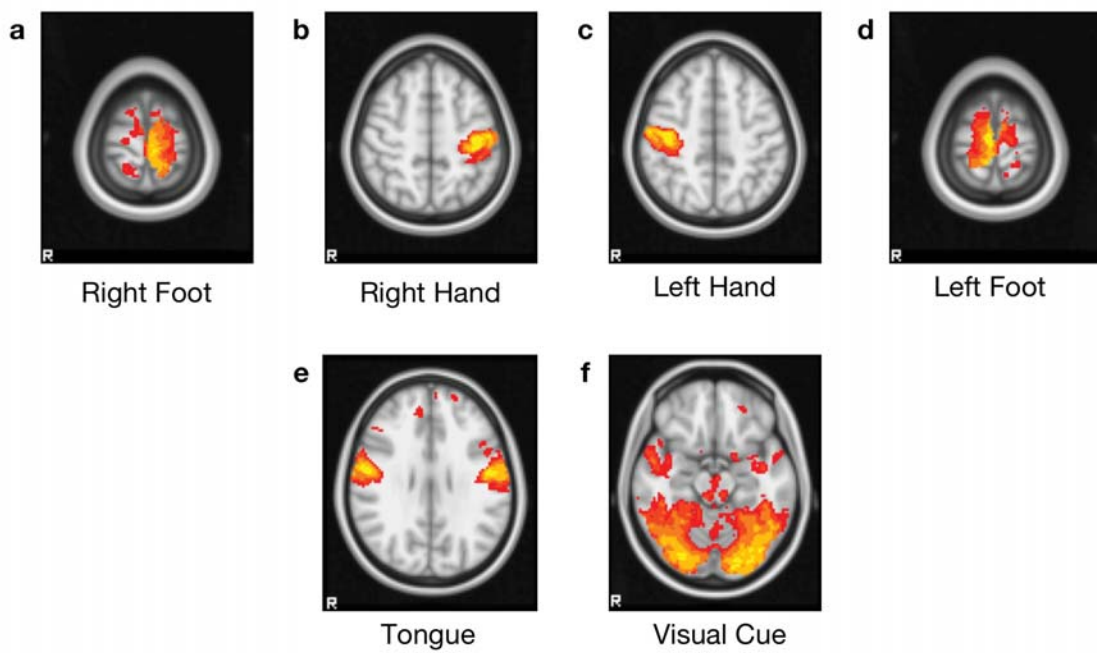 a
b
c
d
R
R
R
R
Right Foot
Right Hand
Left Hand
Left Foot
e
f
R
R
Tongue
Visual Cue